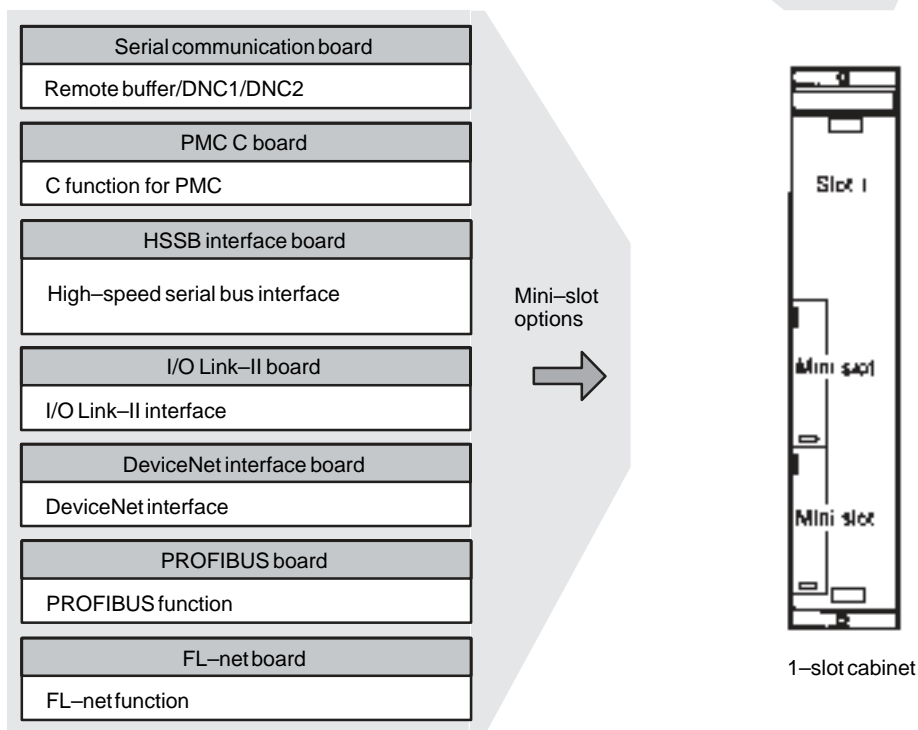 Serial communication board
Remote buffer/DNC1/DNC2
PMC C board
C function for PMC
HSSB interface board
High–speed serial bus interface
I/O Link–II board
I/O Link–II interface
DeviceNet interface board
DeviceNet interface
PROFIBUS board
PROFIBUS function
FL–net board
FL–net function
Mini–slot
options
Slot 1
Mini slot
Mini slot
1–slot cabinet